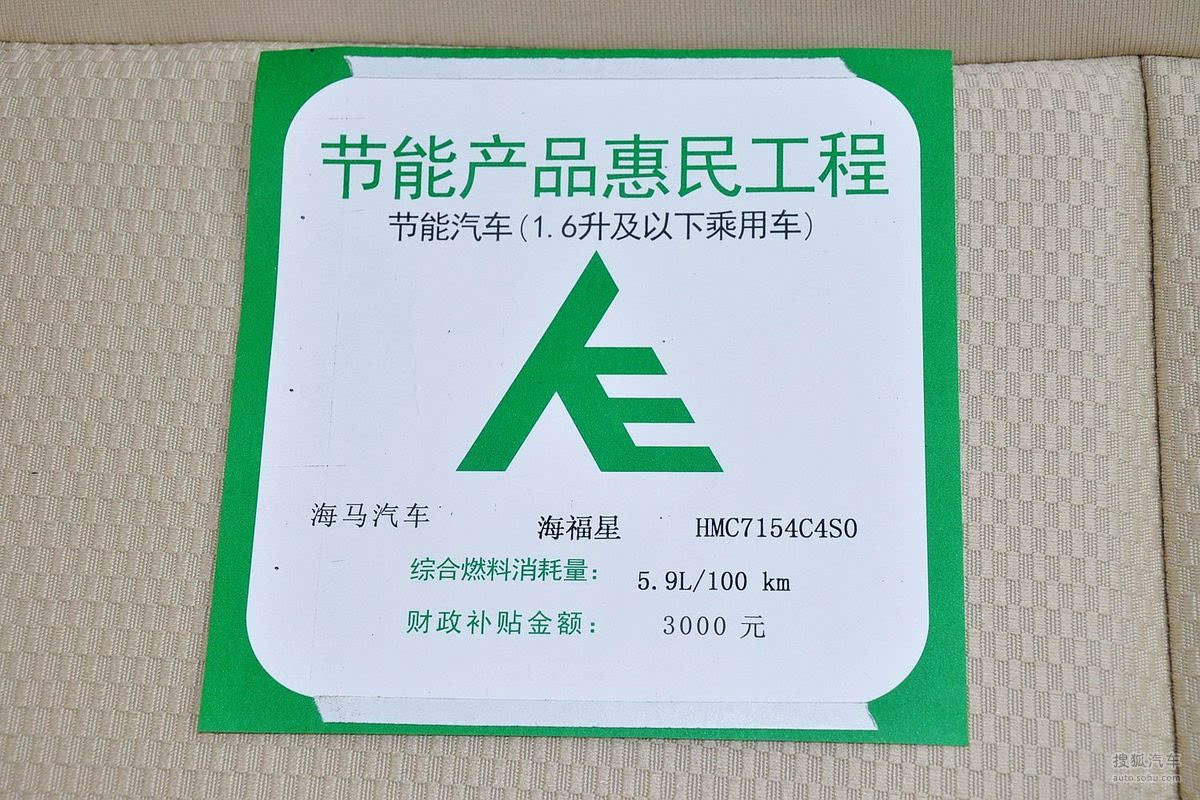 节能产品惠民工程
节能汽车(1.6升及以下乘用车)
海马汽车 海福星 HMC7154C4S0
综合燃料消耗量: 5.9L/100 km
财政补贴金额: 3000 元
搜狐汽车
auto.sohu.com